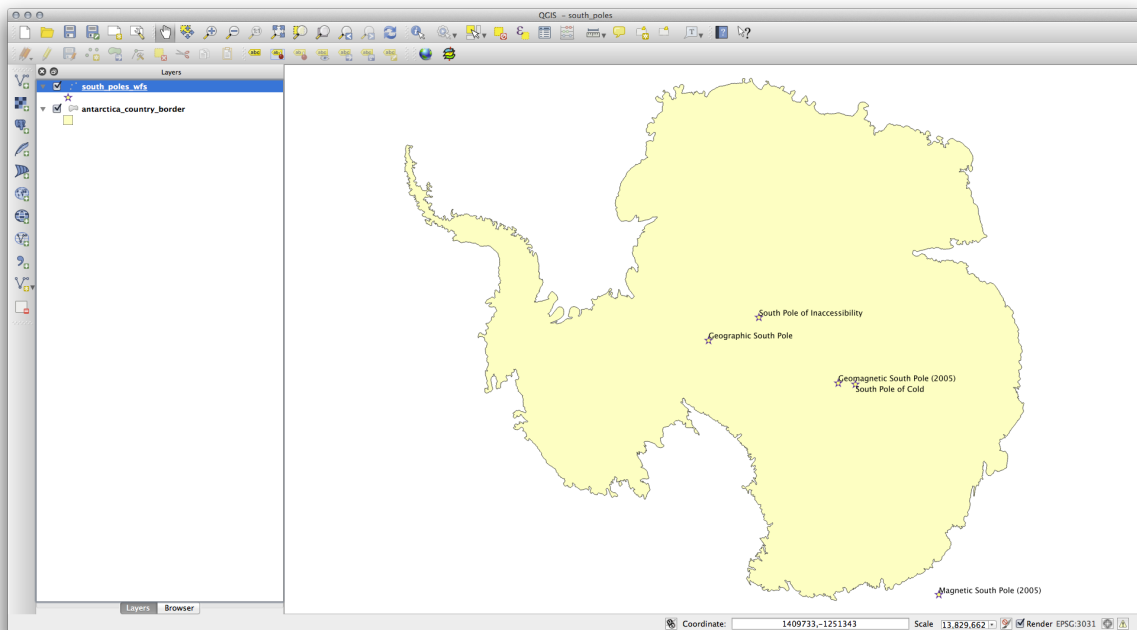 QGIS - south_poles
Layers
south_poles_wfs
antarctica_country_border
South Pole of Inaccessibility
Geographic South Pole
Geomagnetic South Pole (2005)
South Pole of Cold
Magnetic South Pole (2005)
Layers Browser
Coordinate: 1409733,-1251343 Scale 13,829,662 Render EPSG:3031